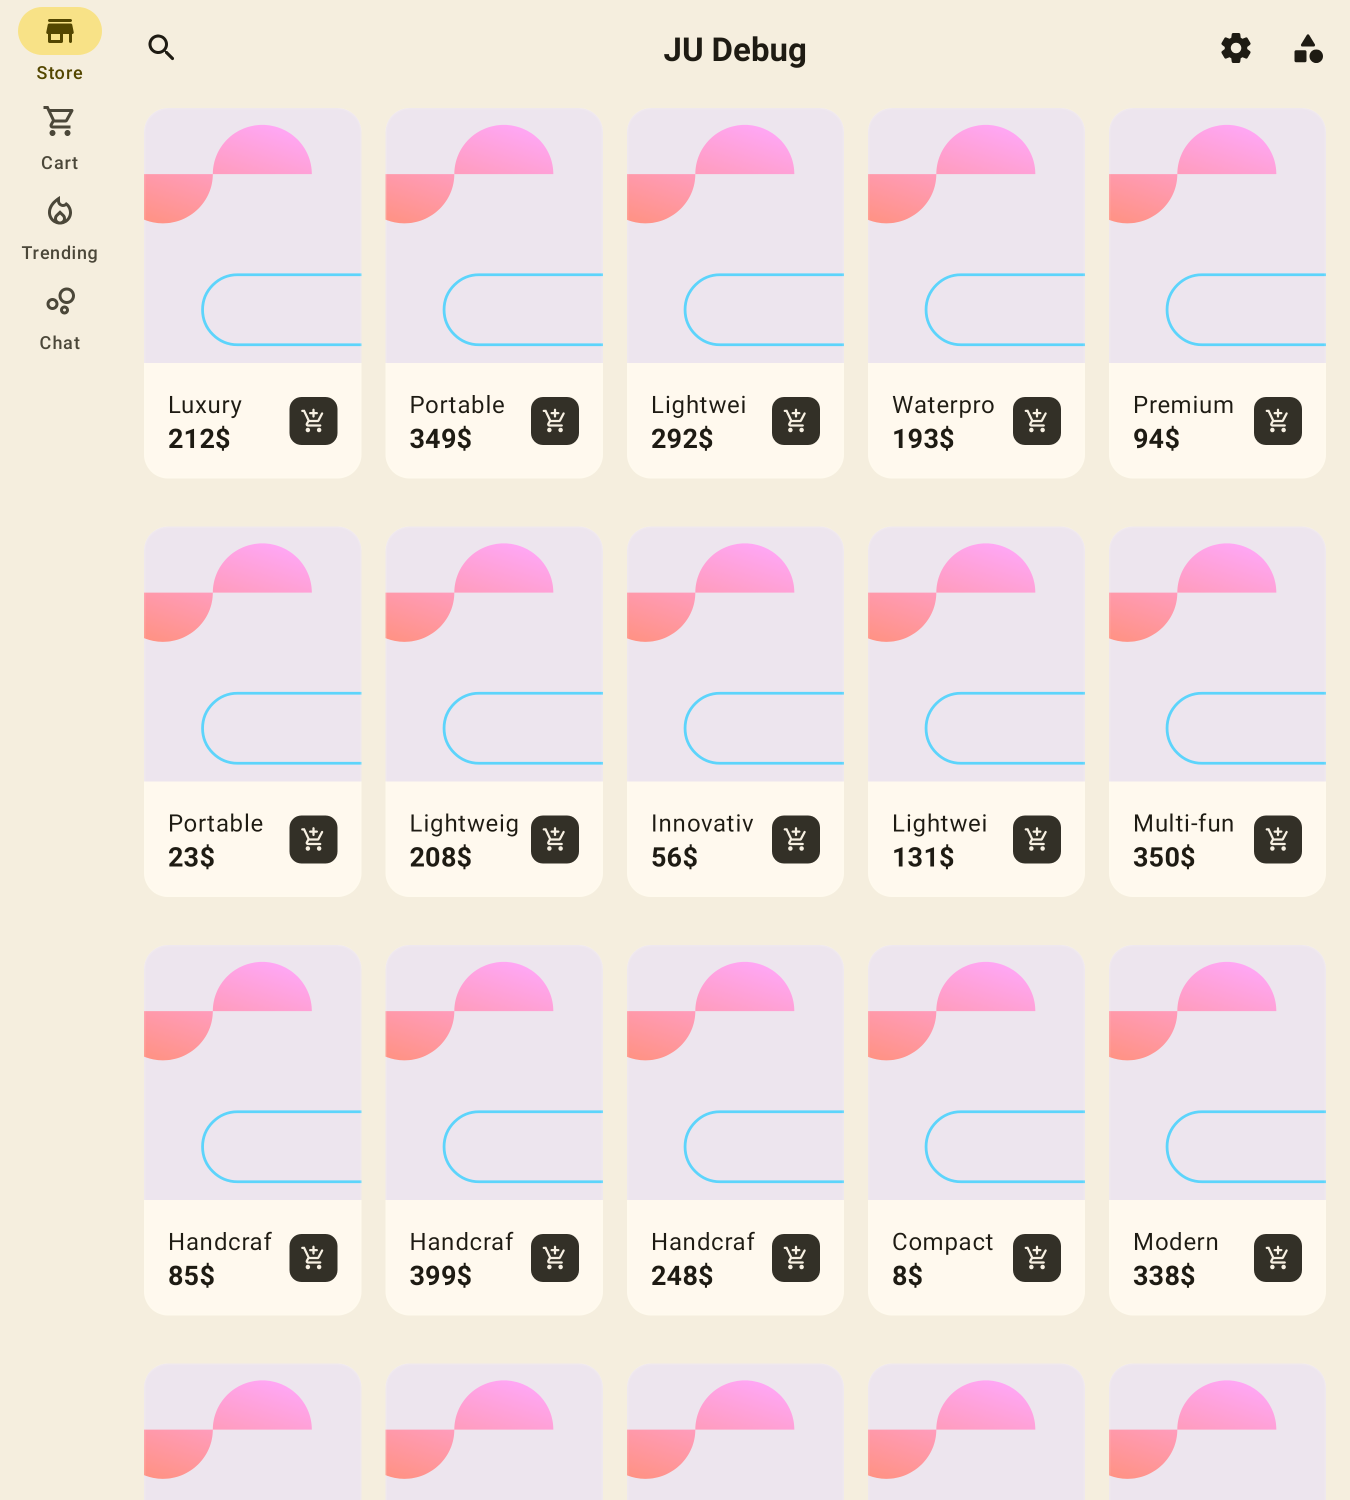 JU Debug
Store
Cart
Trending
Chat
Luxury
212$
Portable
349$
Lightwei
292$
Waterpro
193$
Premium
94$
Portable
23$
Lightweig
208$
Innovativ
56$
Lightwei
131$
Multi-fun
350$
Handcraf
85$
Handcraf
399$
Handcraf
248$
Compact
8$
Modern
338$